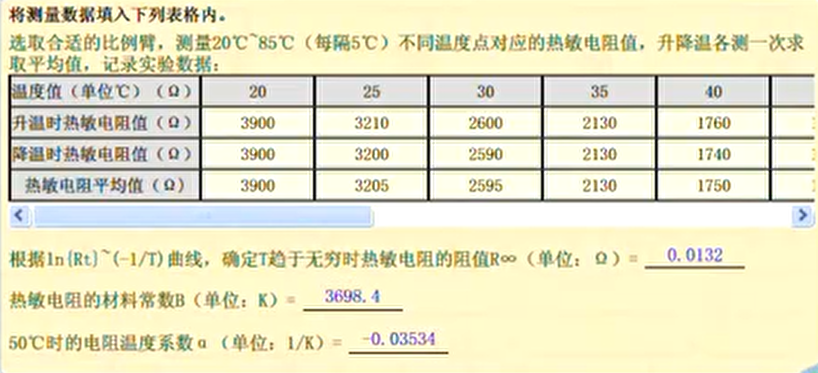 将测量数据填入下列表格内。
选取合适的比例臂，测量20℃~85℃（每隔5℃）不同温度点对应的热敏电阻值，升降温各测一次求
取平均值，记录实验数据：
温度值（单位℃）（Ω） 20 25 30 35 40
升温时热敏电阻值（Ω） 3900 3210 2600 2130 1760
降温时热敏电阻值（Ω） 3900 3200 2590 2130 1740
热敏电阻平均值（Ω） 3900 3205 2595 2130 1750
根据ln(Rt)~(-1/T)曲线，确定T趋于无穷时热敏电阻的阻值R∞（单位：Ω）= 0.0132
热敏电阻的材料常数B（单位：K）= 3698.4
50℃时的电阻温度系数α（单位：1/K）= -0.03534